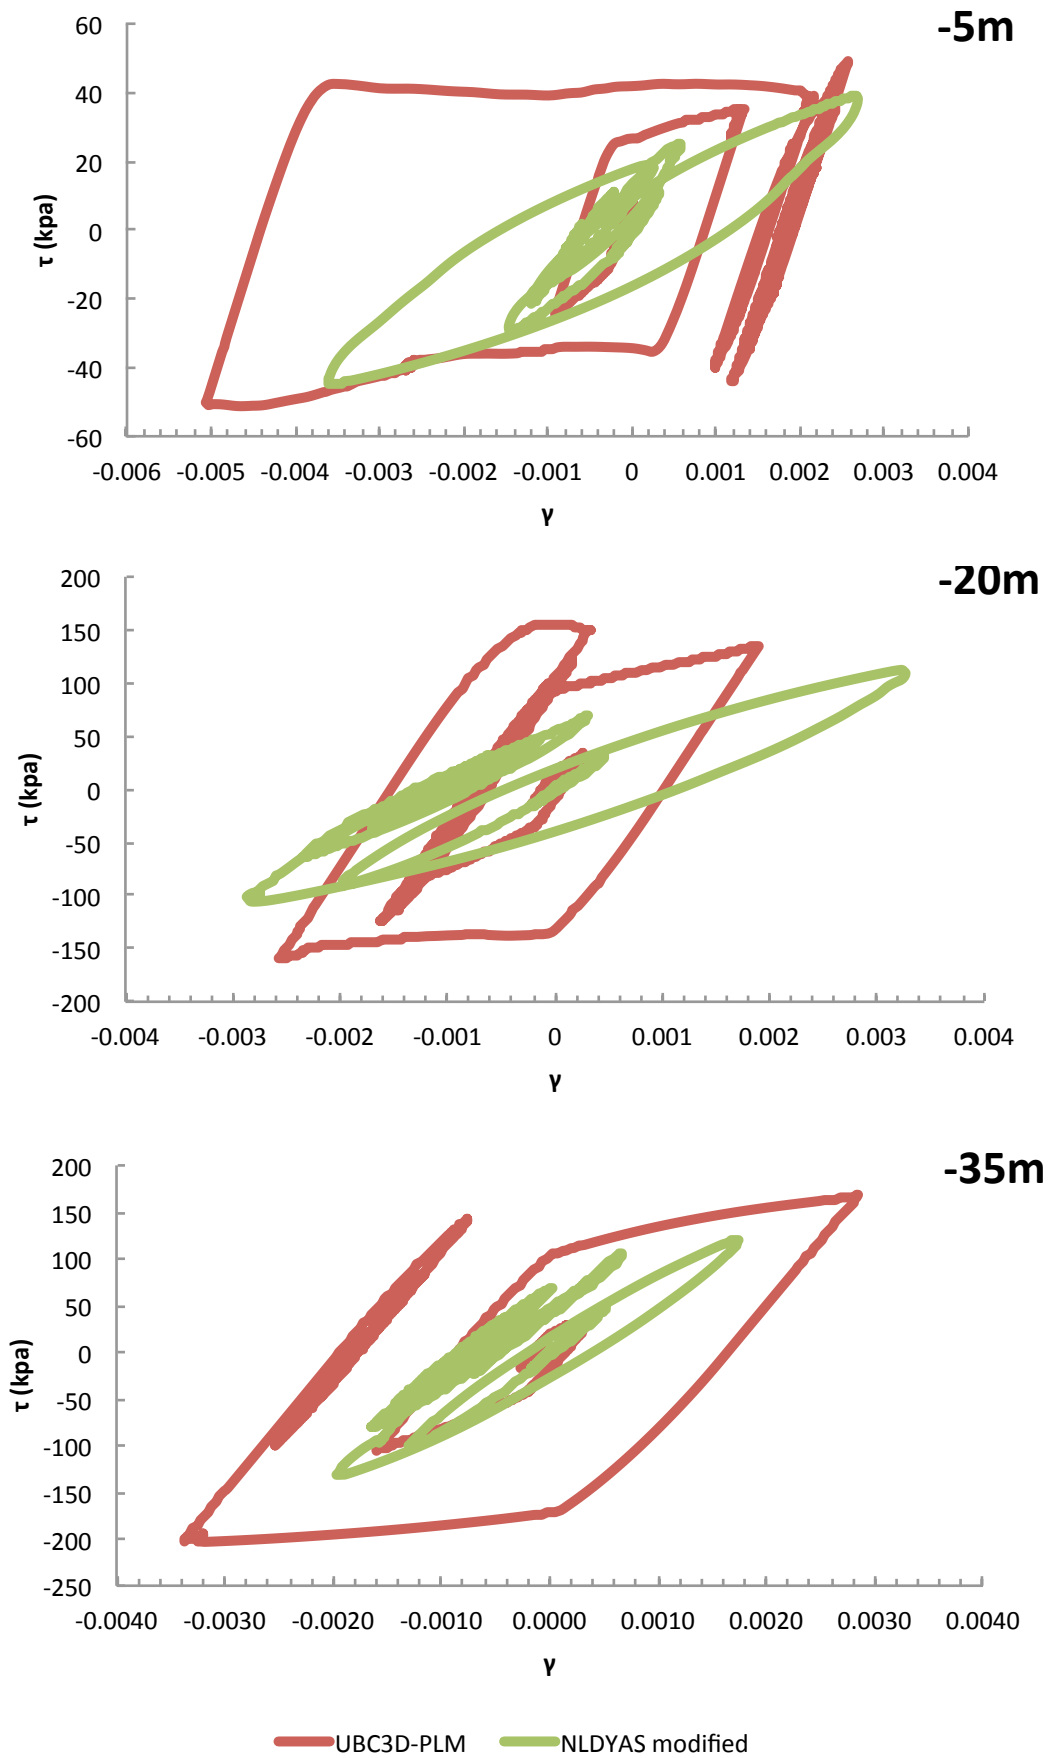 -5m
60
40
20
0
-20
-40
-60
τ (kpa)
-0.006 -0.005 -0.004 -0.003 -0.002 -0.001 0 0.001 0.002 0.003 0.004
γ
-20m
200
150
100
50
0
-50
-100
-150
-200
τ (kpa)
-0.004 -0.003 -0.002 -0.001 0 0.001 0.002 0.003 0.004
γ
-35m
200
150
100
50
0
-50
-100
-150
-200
-250
τ (kpa)
-0.0040 -0.0030 -0.0020 -0.0010 0.0000 0.0010 0.0020 0.0030 0.0040
γ
UBC3D-PLM NLDYAS modified